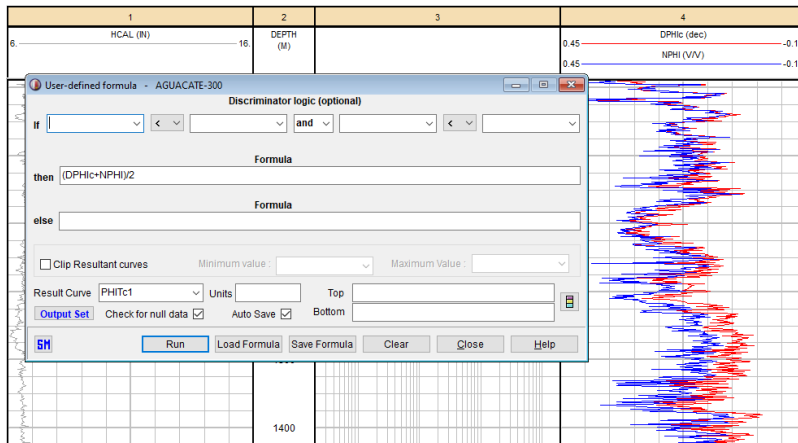 1 2 3 4
HCAL (IN) DEPTH DPHIc (dec)
6. 16. (M) 0.45 -0.1
NPHI (V/V)
0.45 -0.1
User-defined formula - AGUACATE-300
Discriminator logic (optional)
If < and <
Formula
then (DPHIc+NPHI)/2
Formula
else
Clip Resultant curves Minimum value : Maximum Value :
Result Curve PHITc1 Units Top
Output Set Check for null data Auto Save Bottom
SM Run Load Formula Save Formula Clear Close Help
1400